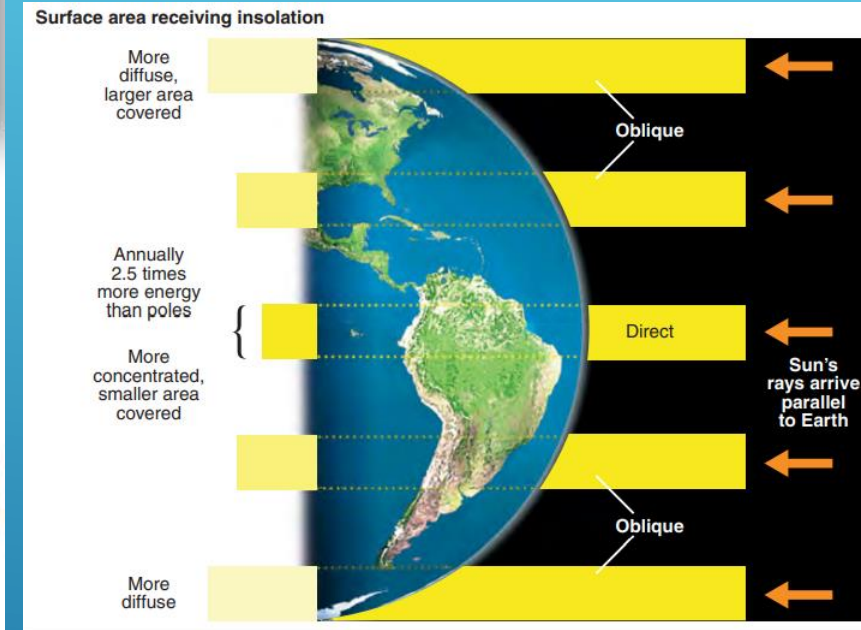 Surface area receiving insolation
More
diffuse,
larger area
covered
Oblique
Annually
2.5 times
more energy
than poles
More
concentrated,
smaller area
covered
Direct
Sun's
rays arrive
parallel
to Earth
Oblique
More
diffuse